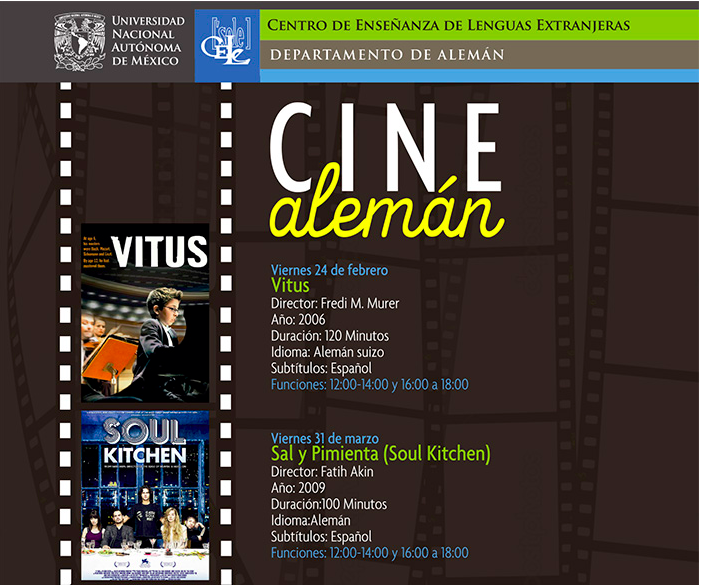 UNIVERSIDAD
NACIONAL
AUTÓNOMA
DE MÉXICO
CELE
CENTRO DE ENSEÑANZA DE LENGUAS EXTRANJERAS
DEPARTAMENTO DE ALEMÁN
CINE
alemán
VITUS
Viernes 24 de febrero
Vitus
Director: Fredi M. Murer
Año: 2006
Duración: 120 Minutos
Idioma: Alemán suizo
Subtítulos: Español
Funciones: 12:00-14:00 y 16:00 a 18:00
SOUL
KITCHEN
Viernes 31 de marzo
Sal y Pimienta (Soul Kitchen)
Director: Fatih Akin
Año: 2009
Duración:100 Minutos
Idioma:Alemán
Subtítulos: Español
Funciones: 12:00-14:00 y 16:00 a 18:00